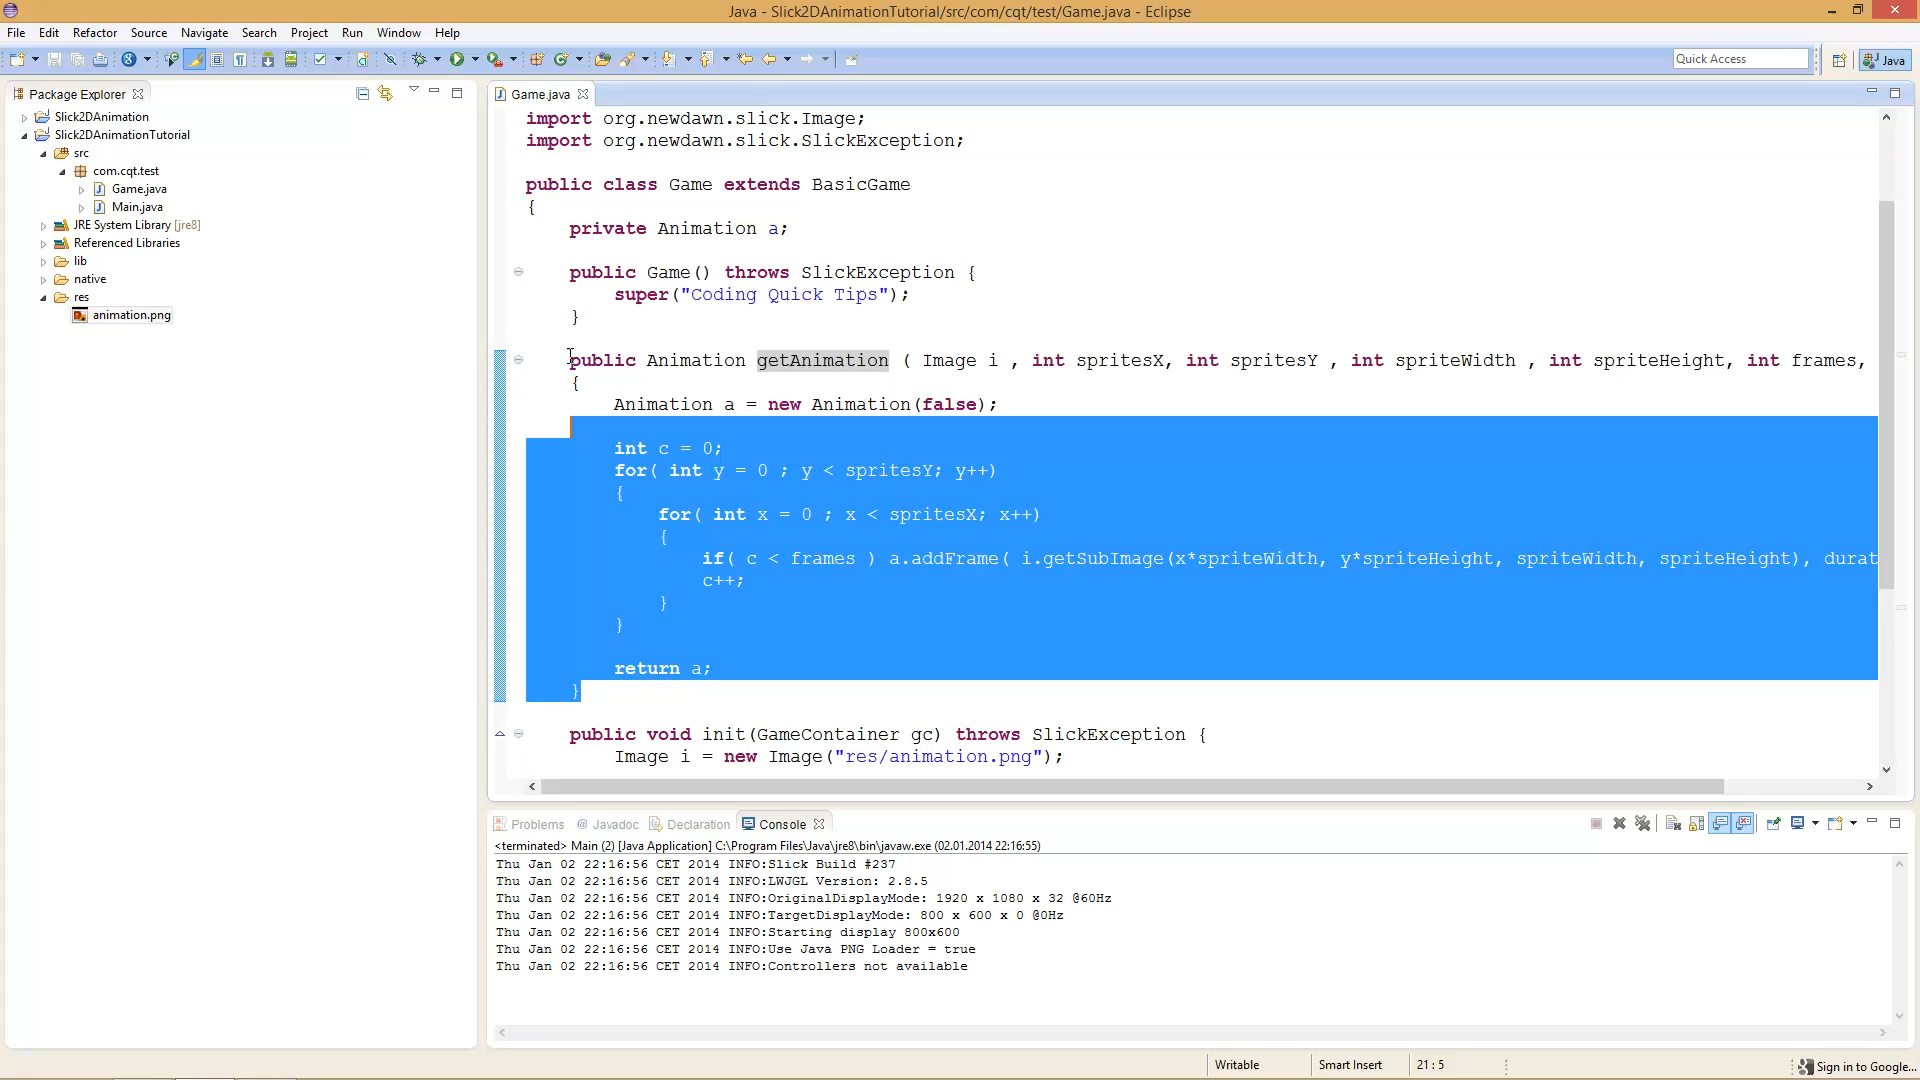 Java - Slick2DAnimationTutorial/src/com/cqt/test/Game.java - Eclipse
File Edit Refactor Source Navigate Search Project Run Window Help
Quick Access
Java
Package Explorer
Slick2DAnimation
Slick2DAnimationTutorial
src
com.cqt.test
Game.java
Main.java
JRE System Library [jre8]
Referenced Libraries
lib
native
res
animation.png
Game.java
import org.newdawn.slick.Image;
import org.newdawn.slick.SlickException;
public class Game extends BasicGame
{
private Animation a;
public Game() throws SlickException {
super("Coding Quick Tips");
}
public Animation getAnimation ( Image i , int spritesX, int spritesY , int spriteWidth , int spriteHeight, int frames,
{
Animation a = new Animation(false);
int c = 0;
for( int y = 0 ; y < spritesY; y++)
{
for( int x = 0 ; x < spritesX; x++)
{
if( c < frames ) a.addFrame( i.getSubImage(x*spriteWidth, y*spriteHeight, spriteWidth, spriteHeight), durat
c++;
}
}
return a;
}
public void init(GameContainer gc) throws SlickException {
Image i = new Image("res/animation.png");
Problems @ Javadoc Declaration Console
<terminated> Main (2) [Java Application] C:\Program Files\Java\jre8\bin\javaw.exe (02.01.2014 22:16:55)
Thu Jan 02 22:16:56 CET 2014 INFO:Slick Build #237
Thu Jan 02 22:16:56 CET 2014 INFO:LWJGL Version: 2.8.5
Thu Jan 02 22:16:56 CET 2014 INFO:OriginalDisplayMode: 1920 x 1080 x 32 @60Hz
Thu Jan 02 22:16:56 CET 2014 INFO:TargetDisplayMode: 800 x 600 x 0 @0Hz
Thu Jan 02 22:16:56 CET 2014 INFO:Starting display 800x600
Thu Jan 02 22:16:56 CET 2014 INFO:Use Java PNG Loader = true
Thu Jan 02 22:16:56 CET 2014 INFO:Controllers not available
Writable Smart Insert 21 : 5 Sign in to Google...